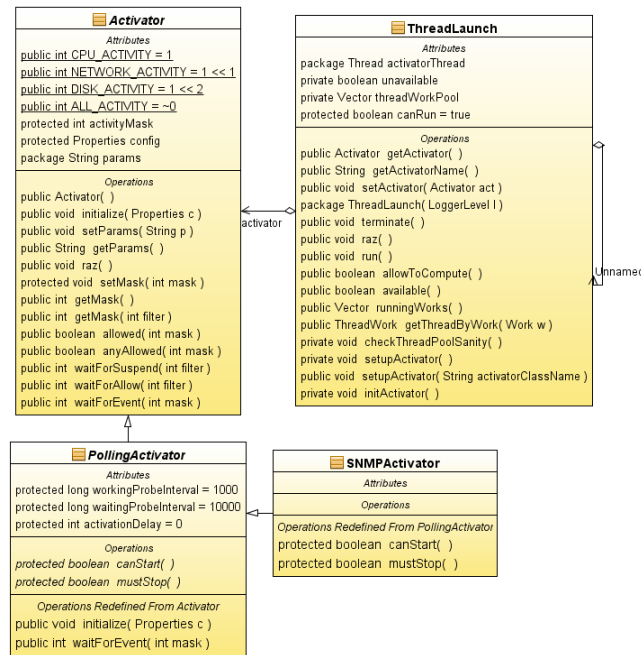 Activator
Attributes
public int CPU_ACTIVITY = 1
public int NETWORK_ACTIVITY = 1 << 1
public int DISK_ACTIVITY = 1 << 2
public int ALL_ACTIVITY = ~0
protected int activityMask
protected Properties config
package String params
Operations
public Activator( )
public void initialize( Properties c )
public void setParams( String p )
public String getParams( )
public void raz( )
protected void setMask( int mask )
public int getMask( )
public int getMask( int filter )
public boolean allowed( int mask )
public boolean anyAllowed( int mask )
public int waitForSuspend( int filter )
public int waitForAllow( int filter )
public int waitForEvent( int mask )
activator
ThreadLaunch
Attributes
package Thread activatorThread
private boolean unavailable
private Vector threadWorkPool
protected boolean canRun = true
Operations
public Activator getActivator( )
public String getActivatorName( )
public void setActivator( Activator act )
package ThreadLaunch( LoggerLevel l )
public void terminate( )
public void raz( )
public void run( )
public boolean allowToCompute( )
public boolean available( )
public Vector runningWorks( )
public ThreadWork getThreadByWork( Work w )
private void checkThreadPoolSanity( )
private void setupActivator( )
public void setupActivator( String activatorClassName )
private void initActivator( )
Unnamed
PollingActivator
Attributes
protected long workingProbeInterval = 1000
protected long waitingProbeInterval = 10000
protected int activationDelay = 0
Operations
protected boolean canStart( )
protected boolean mustStop( )
Operations Redefined From Activator
public void initialize( Properties c )
public int waitForEvent( int mask )
SNMPActivator
Attributes
Operations
Operations Redefined From PollingActivator
protected boolean canStart( )
protected boolean mustStop( )